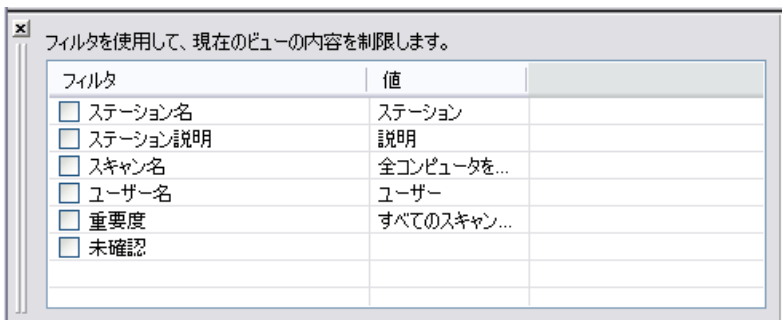 フィルタを使用して、現在のビューの内容を制限します。
フィルタ 値
ステーション名 ステーション
ステーション説明 説明
スキャン名 全コンピュータを...
ユーザー名 ユーザー
重要度 すべてのスキャン...
未確認